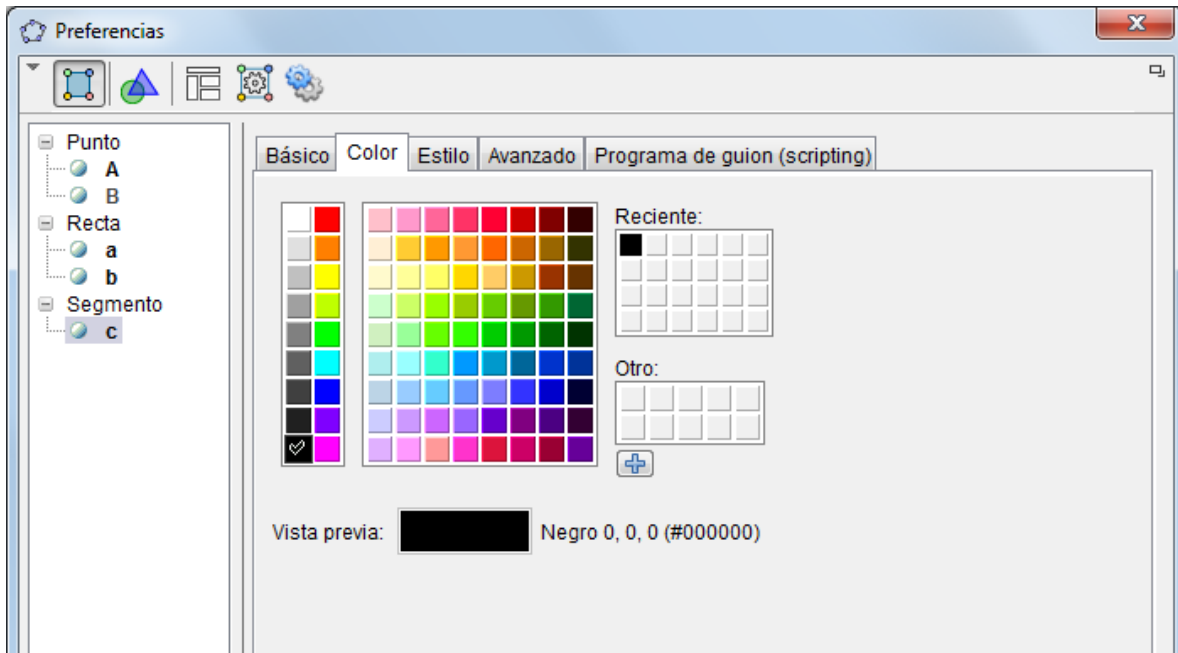 Preferencias
Punto
A
B
Recta
a
b
Segmento
c
Básico Color Estilo Avanzado Programa de guion (scripting)
Reciente:
Otro:
Vista previa: Negro 0, 0, 0 (#000000)